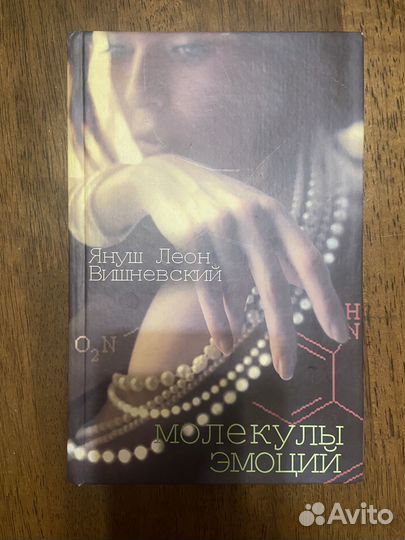 Януш Леон
Вишневский
O₂N
H
N
молекулы
эмоций
Avito